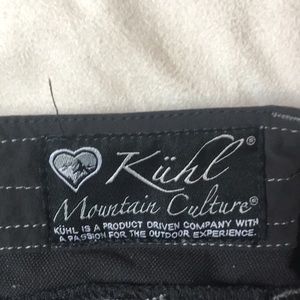 Kühl®
Mountain Culture®
KÜHL IS A PRODUCT DRIVEN COMPANY WITH
A PASSION FOR THE OUTDOOR EXPERIENCE.